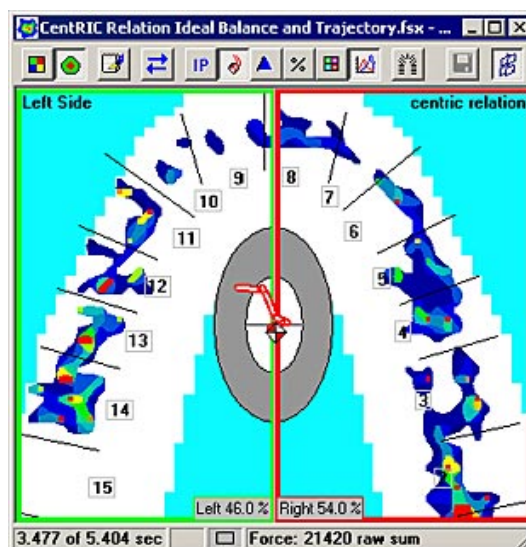 CentRIC Relation Ideal Balance and Trajectory.fsx - ...
IP %
Left Side centric relation
9 8
10 7
11 6
12 5
13 4
14 3
15 2
Left 46.0 % Right 54.0 %
3.477 of 5.404 sec Force: 21420 raw sum